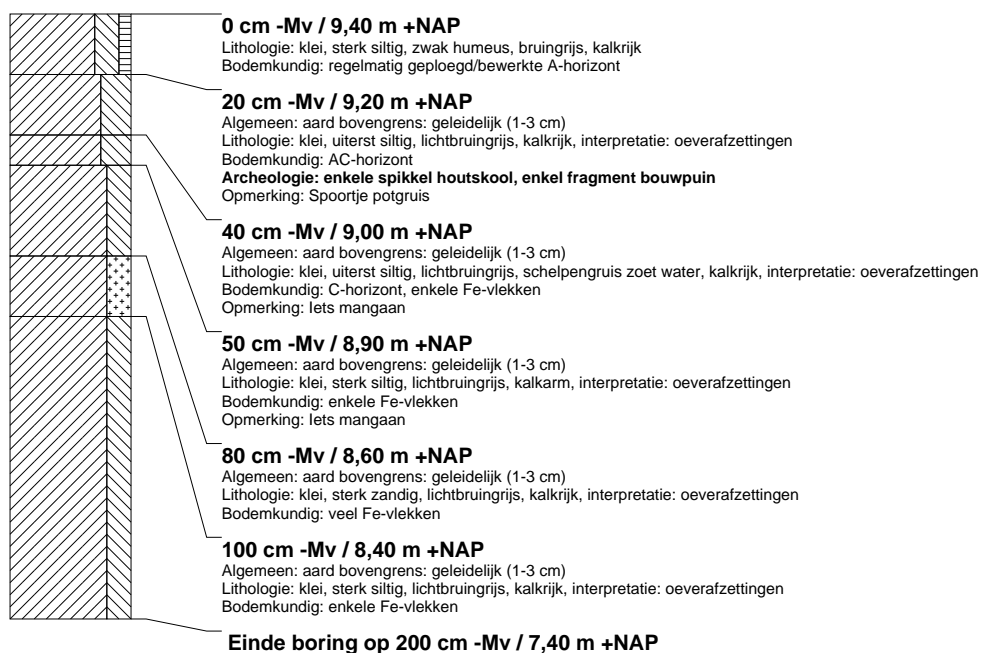 0 cm -Mv / 9,40 m +NAP
Lithologie: klei, sterk siltig, zwak humeus, bruingrijs, kalkrijk
Bodemkundig: regelmatig geploegd/bewerkte A-horizont
20 cm -Mv / 9,20 m +NAP
Algemeen: aard bovengrens: geleidelijk (1-3 cm)
Lithologie: klei, uiterst siltig, lichtbruingrijs, kalkrijk, interpretatie: oeverafzettingen
Bodemkundig: AC-horizont
Archeologie: enkele spikkel houtskool, enkel fragment bouwpuin
Opmerking: Spoortje potgruis
40 cm -Mv / 9,00 m +NAP
Algemeen: aard bovengrens: geleidelijk (1-3 cm)
Lithologie: klei, uiterst siltig, lichtbruingrijs, schelpengruis zoet water, kalkrijk, interpretatie: oeverafzettingen
Bodemkundig: C-horizont, enkele Fe-vlekken
Opmerking: Iets mangaan
50 cm -Mv / 8,90 m +NAP
Algemeen: aard bovengrens: geleidelijk (1-3 cm)
Lithologie: klei, sterk siltig, lichtbruingrijs, kalkarm, interpretatie: oeverafzettingen
Bodemkundig: enkele Fe-vlekken
Opmerking: Iets mangaan
80 cm -Mv / 8,60 m +NAP
Algemeen: aard bovengrens: geleidelijk (1-3 cm)
Lithologie: klei, sterk zandig, lichtbruingrijs, kalkrijk, interpretatie: oeverafzettingen
Bodemkundig: veel Fe-vlekken
100 cm -Mv / 8,40 m +NAP
Algemeen: aard bovengrens: geleidelijk (1-3 cm)
Lithologie: klei, sterk siltig, lichtbruingrijs, kalkrijk, interpretatie: oeverafzettingen
Bodemkundig: enkele Fe-vlekken
Einde boring op 200 cm -Mv / 7,40 m +NAP